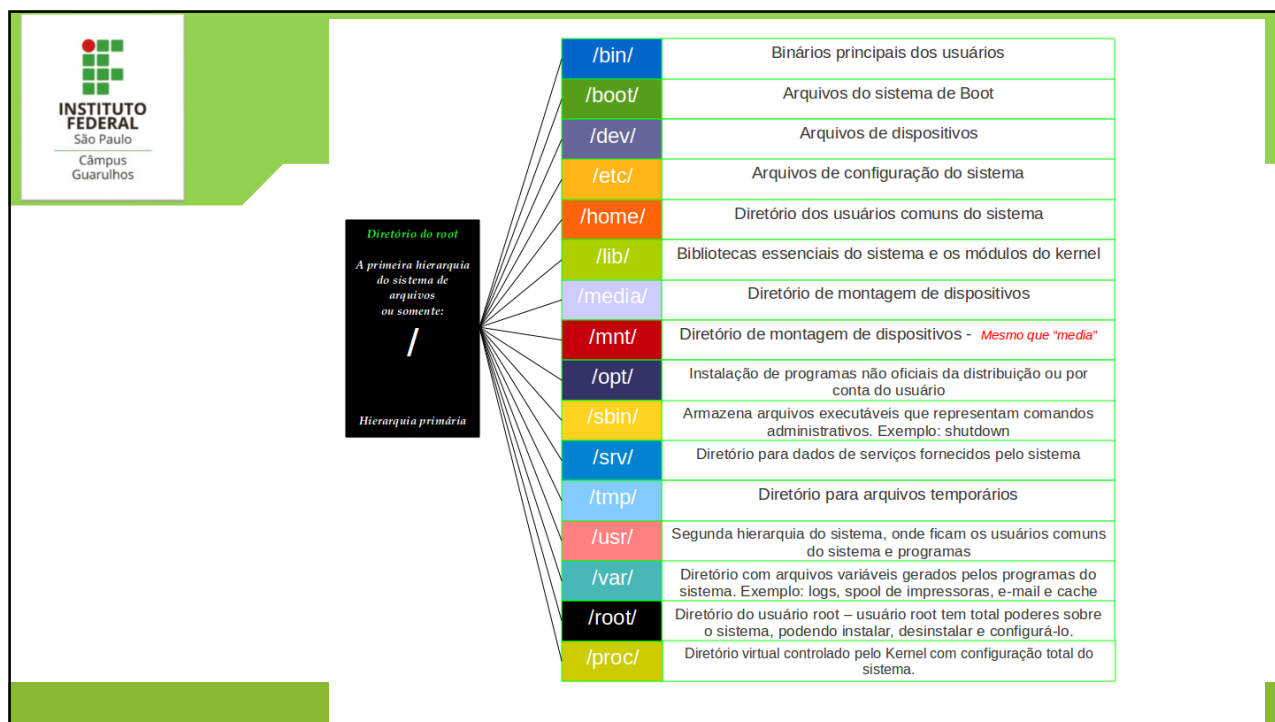 INSTITUTO
FEDERAL
São Paulo
Câmpus
Guarulhos
Diretório do root
A primeira hierarquia
do sistema de
arquivos
ou somente:
/
Hierarquia primária
/bin/ Binários principais dos usuários
/boot/ Arquivos do sistema de Boot
/dev/ Arquivos de dispositivos
/etc/ Arquivos de configuração do sistema
/home/ Diretório dos usuários comuns do sistema
/lib/ Bibliotecas essenciais do sistema e os módulos do kernel
/media/ Diretório de montagem de dispositivos
/mnt/ Diretório de montagem de dispositivos - Mesmo que “media”
/opt/ Instalação de programas não oficiais da distribuição ou por
conta do usuário
/sbin/ Armazena arquivos executáveis que representam comandos
administrativos. Exemplo: shutdown
/srv/ Diretório para dados de serviços fornecidos pelo sistema
/tmp/ Diretório para arquivos temporários
/usr/ Segunda hierarquia do sistema, onde ficam os usuários comuns
do sistema e programas
/var/ Diretório com arquivos variáveis gerados pelos programas do
sistema. Exemplo: logs, spool de impressoras, e-mail e cache
/root/ Diretório do usuário root – usuário root tem total poderes sobre
o sistema, podendo instalar, desinstalar e configurá-lo.
/proc/ Diretório virtual controlado pelo Kernel com configuração total do
sistema.